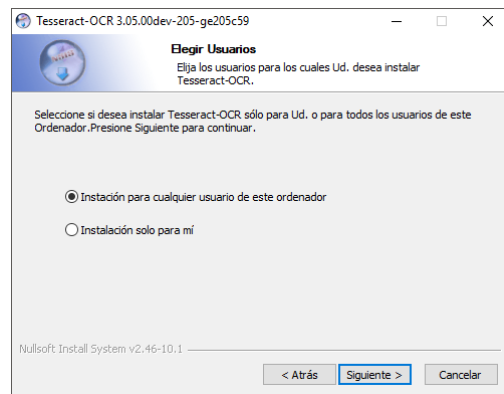 Tesseract-OCR 3.05.00dev-205-ge205c59
Elegir Usuarios
Elija los usuarios para los cuales Ud. desea instalar
Tesseract-OCR.
Seleccione si desea instalar Tesseract-OCR sólo para Ud. o para todos los usuarios de este
Ordenador.Presione Siguiente para continuar.
Instación para cualquier usuario de este ordenador
Instalación solo para mí
Nullsoft Install System v2.46-10.1
< Atrás
Siguiente >
Cancelar